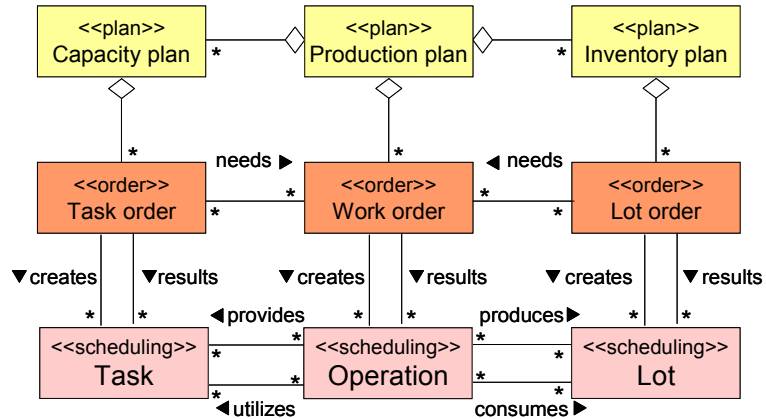 <<plan>>
Capacity plan
*
<<plan>>
Production plan
*
<<plan>>
Inventory plan
*
*
*
needs ▶
◀ needs
<<order>>
Task order
*
*
<<order>>
Work order
*
*
<<order>>
Lot order
▼creates
▼results
▼creates
▼results
▼creates
▼results
*
*
◀provides
*
*
produces ▶
*
*
<<scheduling>>
Task
*
*
*
*
<<scheduling>>
Operation
*
*
*
*
<<scheduling>>
Lot
◀utilizes
consumes ▶